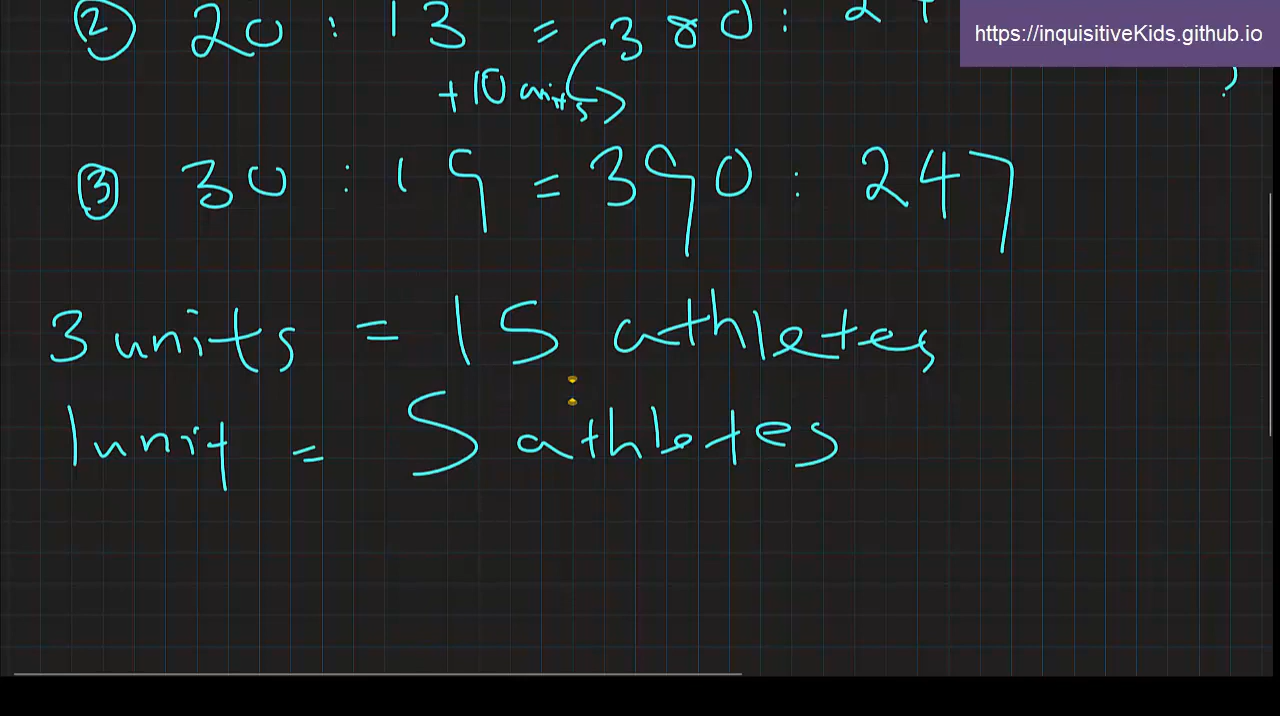 ② 20 : 13 = 380 : 24
https://inquisitiveKids.github.io
+10 units
③ 30 : 19 = 390 : 247
3 units = 15 athletes
1 unit = 5 athletes